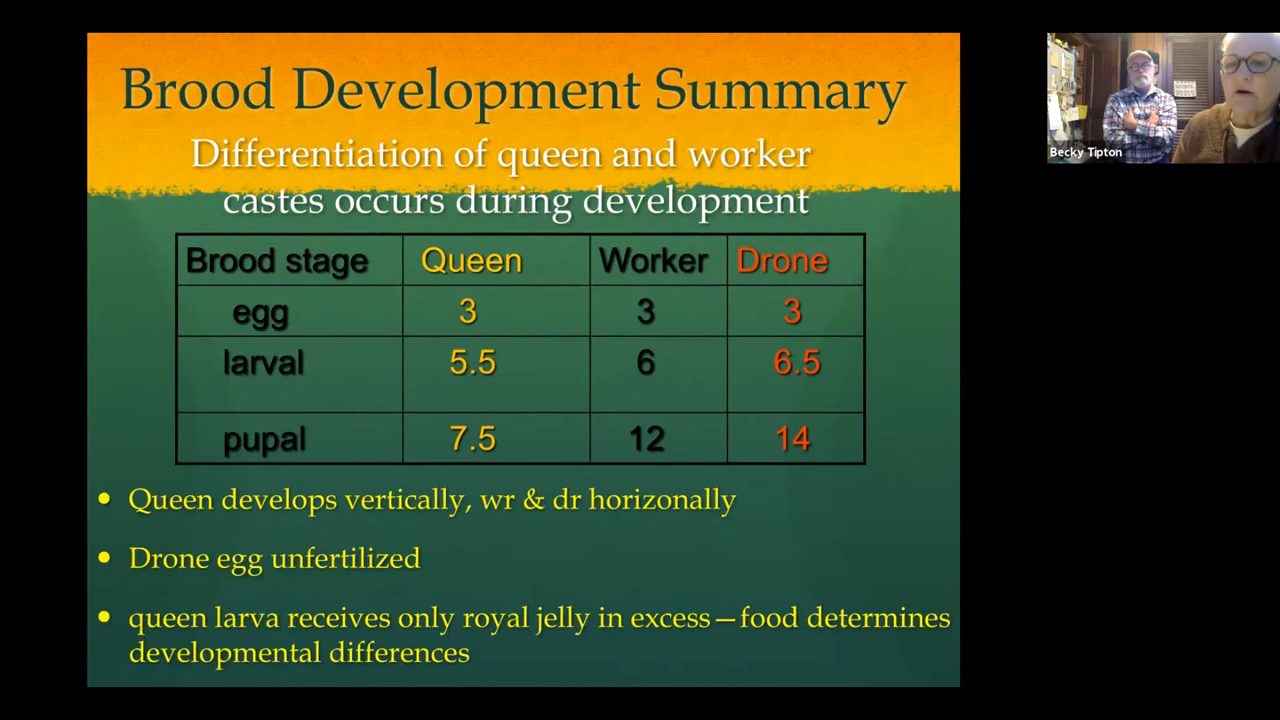 Brood Development Summary
Differentiation of queen and worker
castes occurs during development
Brood stage Queen Worker Drone
egg 3 3 3
larval 5.5 6 6.5
pupal 7.5 12 14
• Queen develops vertically, wr & dr horizonally
• Drone egg unfertilized
• queen larva receives only royal jelly in excess—food determines
developmental differences
Becky Tipton